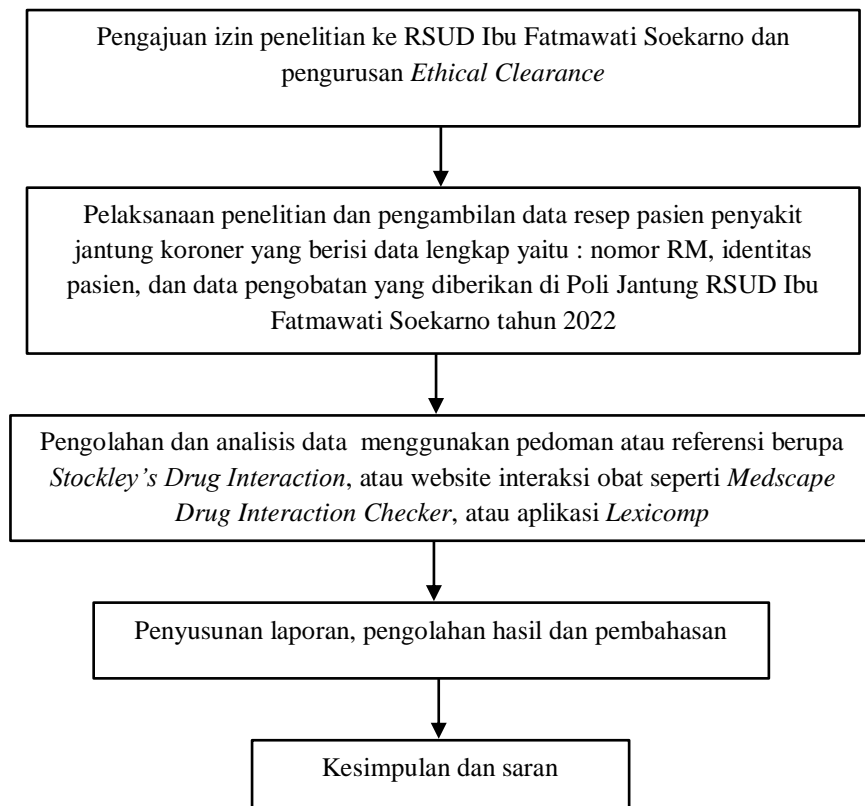 Pengajuan izin penelitian ke RSUD Ibu Fatmawati Soekarno dan
pengurusan Ethical Clearance
Pelaksanaan penelitian dan pengambilan data resep pasien penyakit
jantung koroner yang berisi data lengkap yaitu : nomor RM, identitas
pasien, dan data pengobatan yang diberikan di Poli Jantung RSUD Ibu
Fatmawati Soekarno tahun 2022
Pengolahan dan analisis data menggunakan pedoman atau referensi berupa
Stockley’s Drug Interaction, atau website interaksi obat seperti Medscape
Drug Interaction Checker, atau aplikasi Lexicomp
Penyusunan laporan, pengolahan hasil dan pembahasan
Kesimpulan dan saran